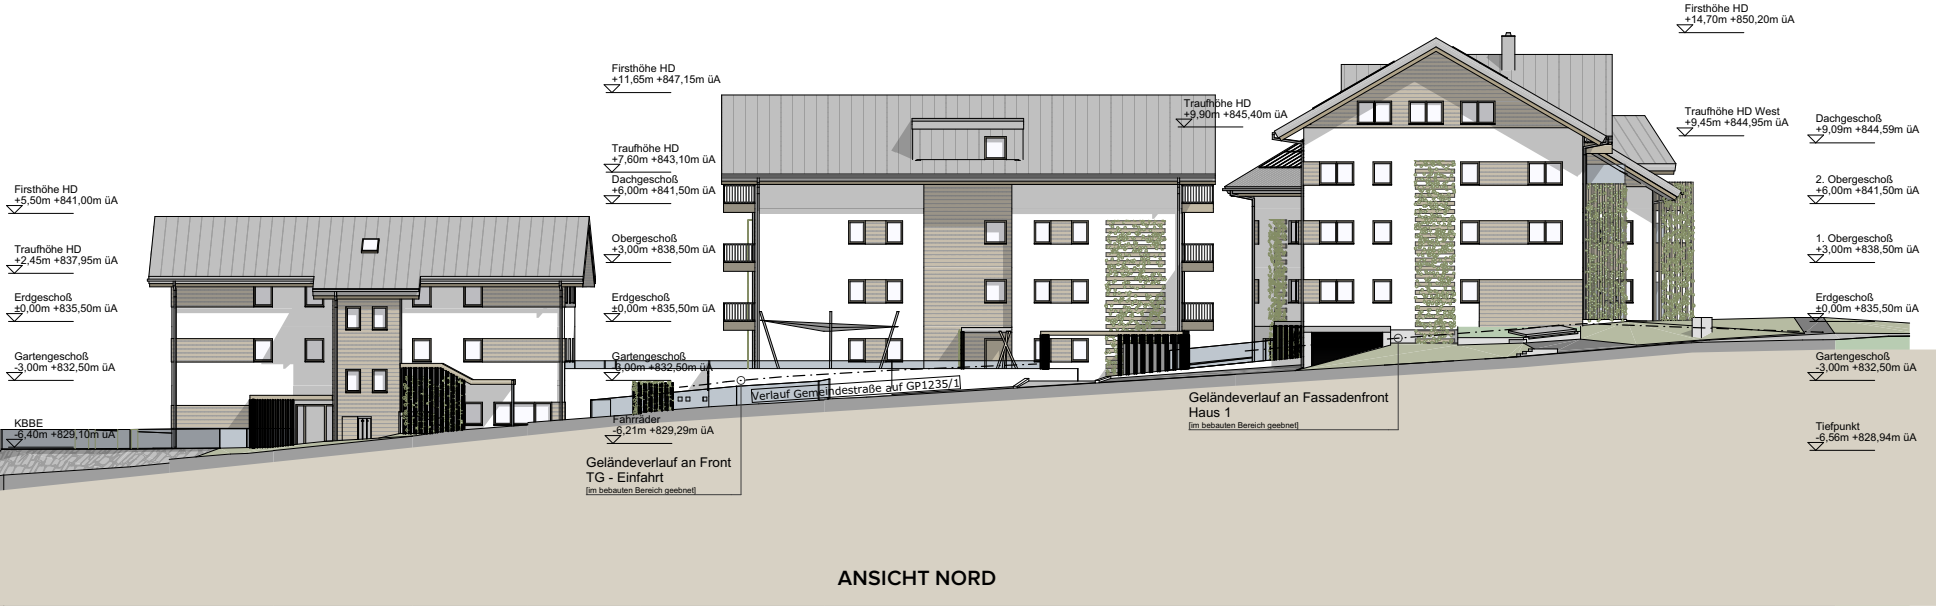 Firsthöhe HD
+5,50m +841,00m üA
Traufhöhe HD
+2,45m +837,95m üA
Erdgeschoß
±0,00m +835,50m üA
Gartengeschoß
-3,00m +832,50m üA
KBBE
-6,40m +829,10m üA
Firsthöhe HD
+11,65m +847,15m üA
Traufhöhe HD
+7,60m +843,10m üA
Dachgeschoß
+6,00m +841,50m üA
Obergeschoß
+3,00m +838,50m üA
Erdgeschoß
±0,00m +835,50m üA
Gartengeschoß
-3,00m +832,50m üA
Fahrräder
-6,21m +829,29m üA
Geländeverlauf an Front
TG - Einfahrt
[im bebauten Bereich geebnet]
Verlauf Gemeindestraße auf GP1235/1
Traufhöhe HD
+9,90m +845,40m üA
Geländeverlauf an Fassadenfront
Haus 1
[im bebauten Bereich geebnet]
Firsthöhe HD
+14,70m +850,20m üA
Traufhöhe HD West
+9,45m +844,95m üA
Dachgeschoß
+9,09m +844,59m üA
2. Obergeschoß
+6,00m +841,50m üA
1. Obergeschoß
+3,00m +838,50m üA
Erdgeschoß
±0,00m +835,50m üA
Gartengeschoß
-3,00m +832,50m üA
Tiefpunkt
-6,56m +828,94m üA
ANSICHT NORD